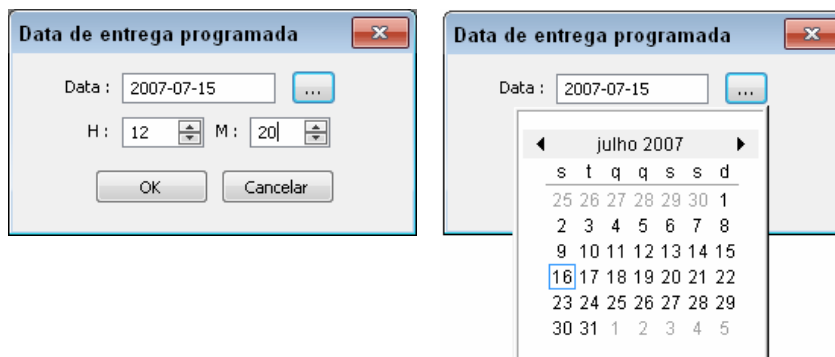 Data de entrega programada
Data : 2007-07-15 ...
H : 12 M : 20
OK Cancelar
Data de entrega programada
Data : 2007-07-15 ...
julho 2007
s t q q s s d
25 26 27 28 29 30 1
2 3 4 5 6 7 8
9 10 11 12 13 14 15
16 17 18 19 20 21 22
23 24 25 26 27 28 29
30 31 1 2 3 4 5